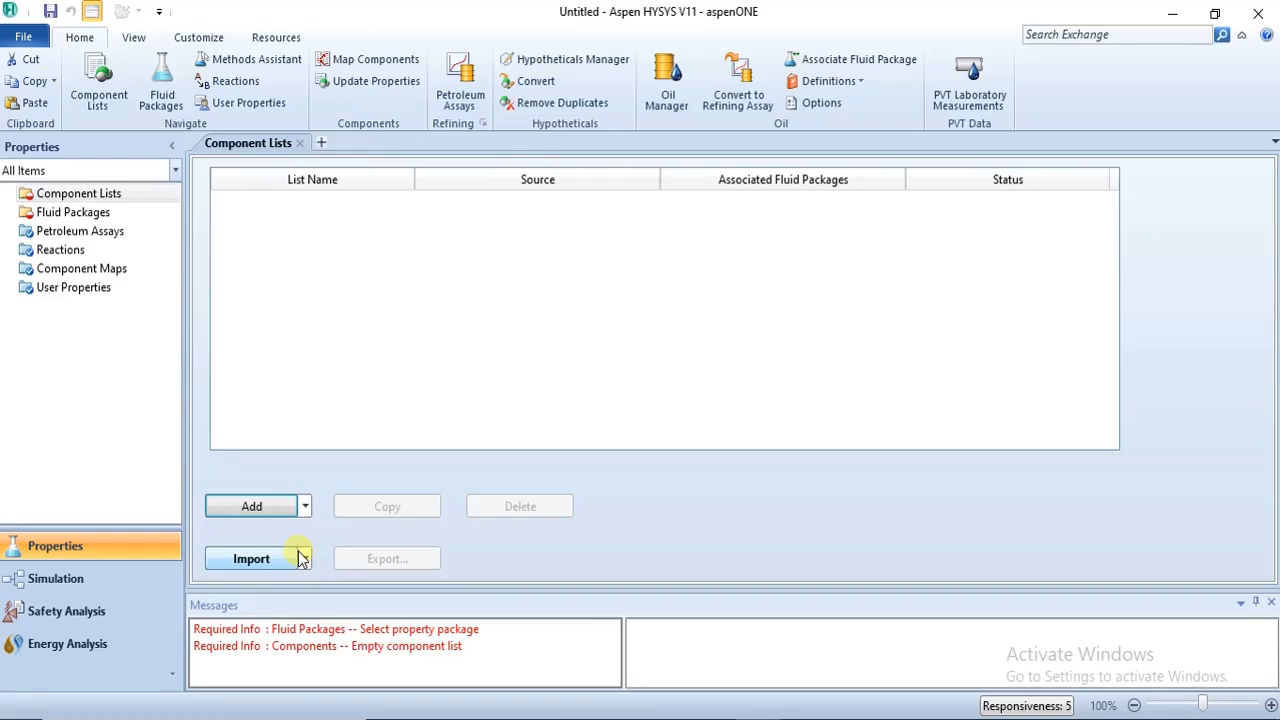 Untitled - Aspen HYSYS V11 - aspenONE
File Home View Customize Resources
Search Exchange
Cut
Copy
Paste
Clipboard
Component Lists
Fluid Packages
Methods Assistant
Reactions
User Properties
Navigate
Map Components
Update Properties
Components
Petroleum Assays
Refining
Hypotheticals Manager
Convert
Remove Duplicates
Hypotheticals
Oil Manager
Convert to Refining Assay
Associate Fluid Package
Definitions
Options
Oil
PVT Laboratory Measurements
PVT Data
Properties
All Items
Component Lists
Fluid Packages
Petroleum Assays
Reactions
Component Maps
User Properties
Properties
Simulation
Safety Analysis
Energy Analysis
Component Lists
List Name Source Associated Fluid Packages Status
Add Copy Delete
Import Export...
Messages
Required Info : Fluid Packages -- Select property package
Required Info : Components -- Empty component list
Activate Windows
Go to Settings to activate Windows.
Responsiveness: 5 100%